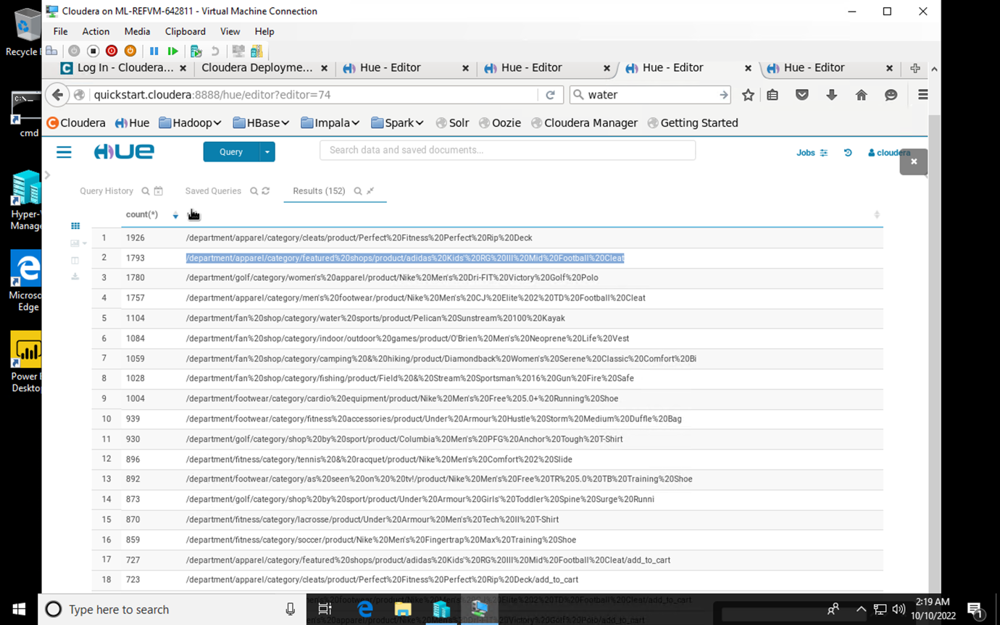 Cloudera on ML-REFVM-642811 - Virtual Machine Connection
File Action Media Clipboard View Help
Recycle
Log In - Cloudera... × Cloudera Deployme... × Hue - Editor × Hue - Editor × Hue - Editor × Hue - Editor ×
quickstart.cloudera:8888/hue/editor?editor=74 water
Cloudera Hue Hadoop HBase Impala Spark Solr Oozie Cloudera Manager Getting Started
cmd
HUE Query Search data and saved documents... Jobs cloudera
Query History Saved Queries Results (152)
Hyper-V
Manage
count(*)
1 1926 /department/apparel/category/cleats/product/Perfect%20Fitness%20Perfect%20Rip%20Deck
2 1793 /department/apparel/category/featured%20shops/product/adidas%20Kids'%20RG%20III%20Mid%20Football%20Cleat
3 1780 /department/golf/category/women's%20apparel/product/Nike%20Men's%20Dri-FIT%20Victory%20Golf%20Polo
4 1757 /department/apparel/category/men's%20footwear/product/Nike%20Men's%20CJ%20Elite%202%20TD%20Football%20Cleat
Micros
Edge
5 1104 /department/fan%20shop/category/water%20sports/product/Pelican%20Sunstream%20100%20Kayak
6 1084 /department/fan%20shop/category/indoor/outdoor%20games/product/O'Brien%20Men's%20Neoprene%20Life%20Vest
7 1059 /department/fan%20shop/category/camping%20&%20hiking/product/Diamondback%20Women's%20Serene%20Classic%20Comfort%20Bi
8 1028 /department/fan%20shop/category/fishing/product/Field%20&%20Stream%20Sportsman%2016%20Gun%20Fire%20Safe
Power B
Deskto
9 1004 /department/footwear/category/cardio%20equipment/product/Nike%20Men's%20Free%205.0+%20Running%20Shoe
10 939 /department/footwear/category/fitness%20accessories/product/Under%20Armour%20Hustle%20Storm%20Medium%20Duffle%20Bag
11 930 /department/golf/category/shop%20by%20sport/product/Columbia%20Men's%20PFG%20Anchor%20Tough%20T-Shirt
12 896 /department/fitness/category/tennis%20&%20racquet/product/Nike%20Men's%20Comfort%202%20Slide
13 892 /department/footwear/category/as%20seen%20on%20%20tv!/product/Nike%20Men's%20Free%20TR%205.0%20TB%20Training%20Shoe
14 873 /department/golf/category/shop%20by%20sport/product/Under%20Armour%20Girls'%20Toddler%20Spine%20Surge%20Runni
15 870 /department/fitness/category/lacrosse/product/Under%20Armour%20Men's%20Tech%20II%20T-Shirt
16 859 /department/fitness/category/soccer/product/Nike%20Men's%20Fingertrap%20Max%20Training%20Shoe
17 727 /department/apparel/category/featured%20shops/product/adidas%20Kids'%20RG%20III%20Mid%20Football%20Cleat/add_to_cart
18 723 /department/apparel/category/cleats/product/Perfect%20Fitness%20Perfect%20Rip%20Deck/add_to_cart
Type here to search 2:19 AM
10/10/2022 1